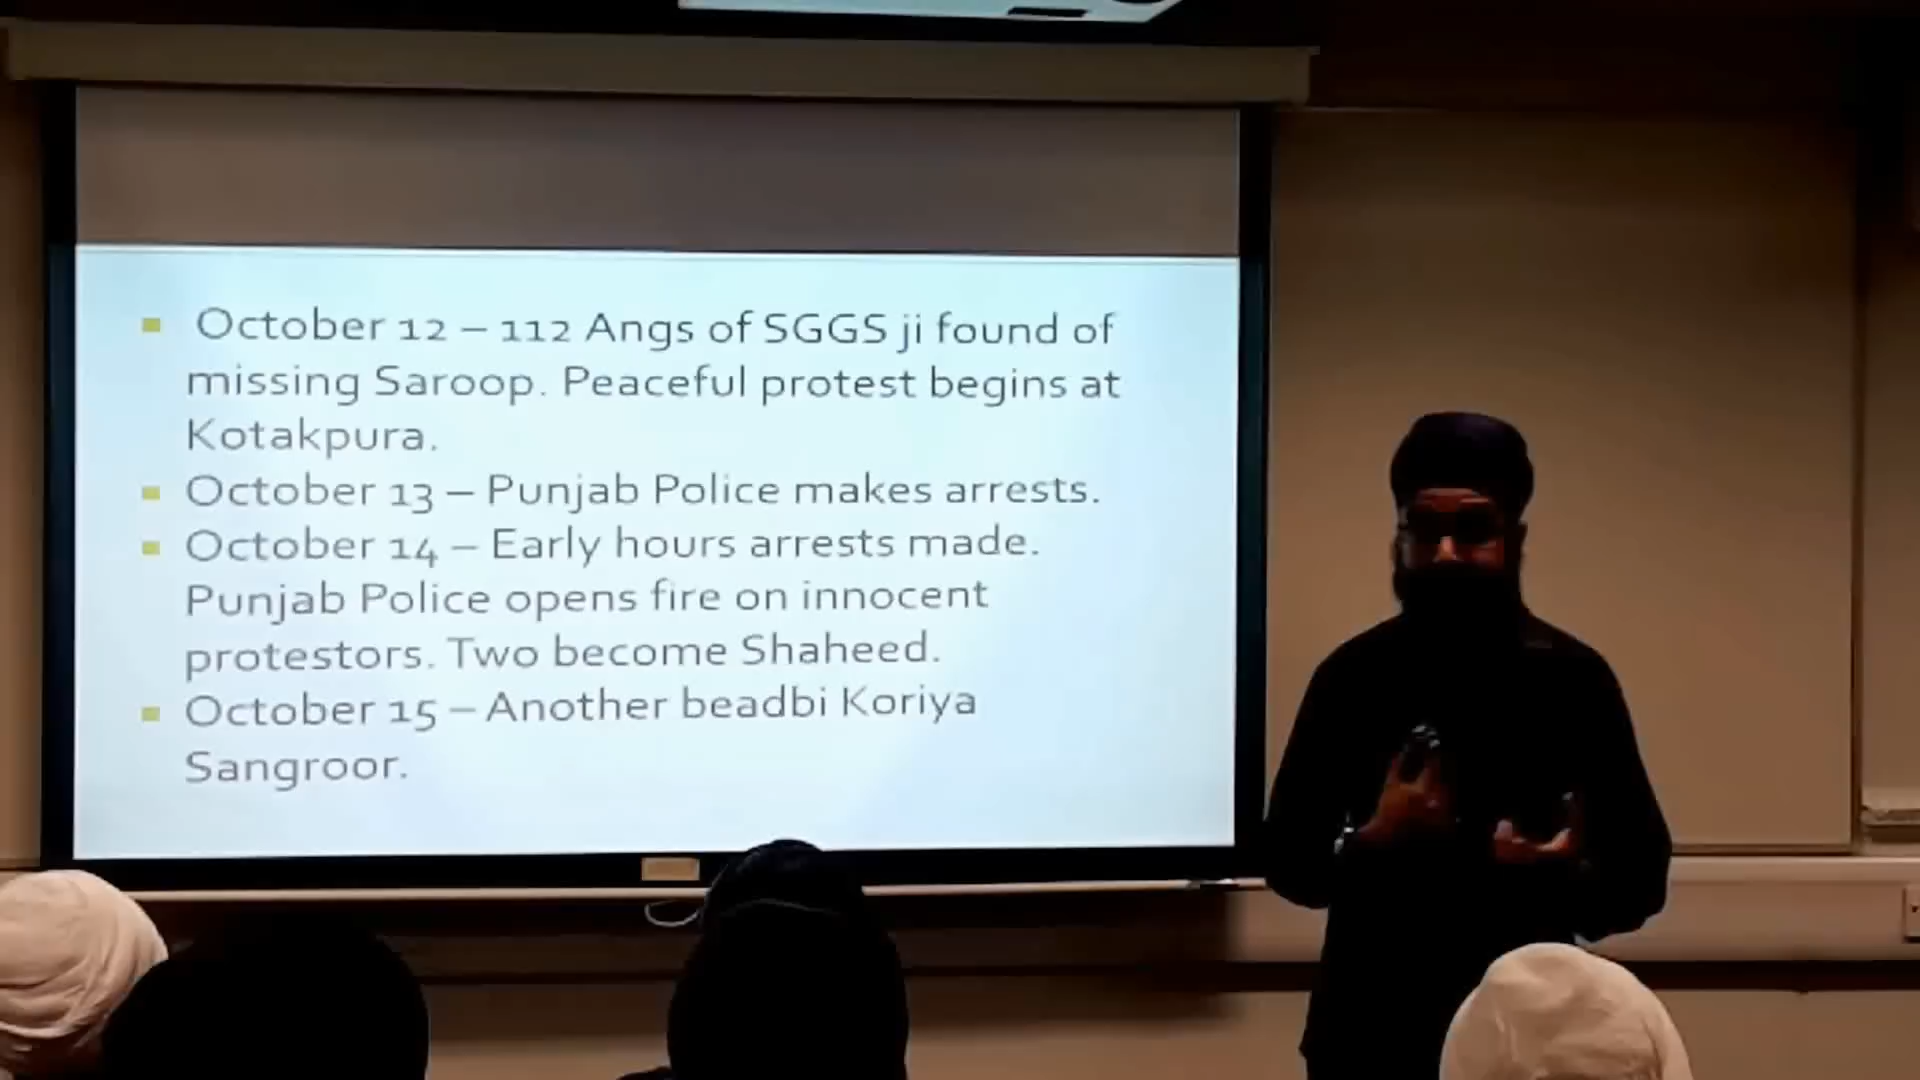 October 12 – 112 Angs of SGGS ji found of
missing Saroop. Peaceful protest begins at
Kotakpura.
October 13 – Punjab Police makes arrests.
October 14 – Early hours arrests made.
Punjab Police opens fire on innocent
protestors. Two become Shaheed.
October 15 – Another beadbi Koriya
Sangroor.